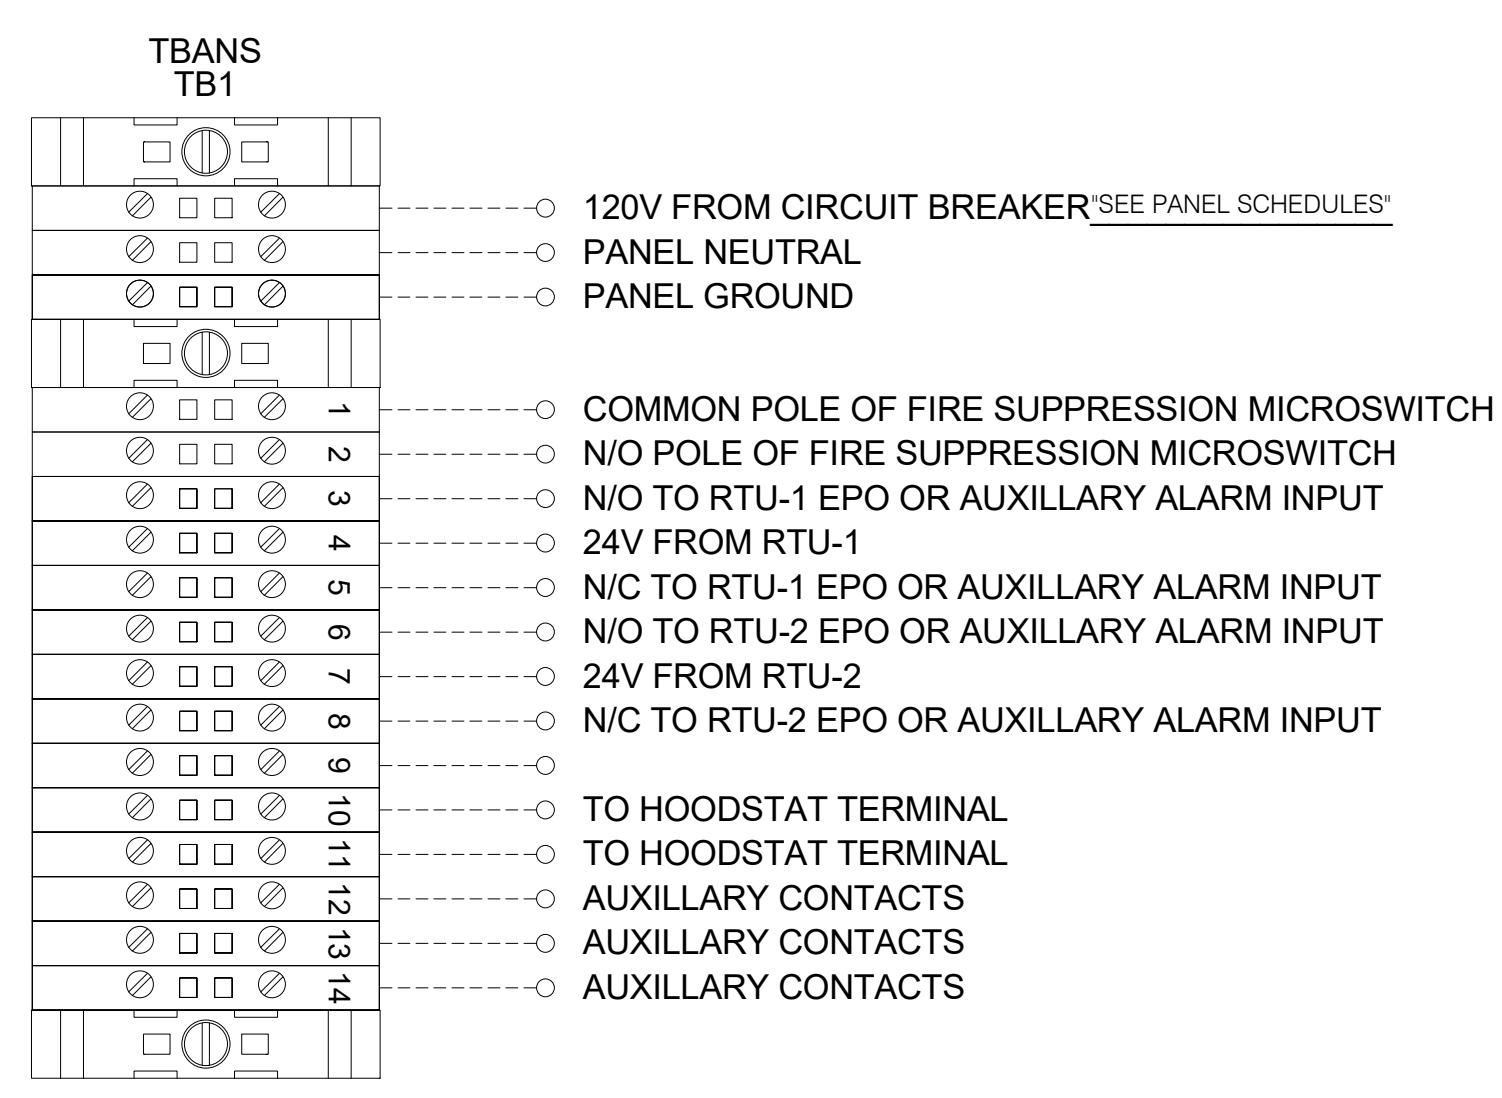 TBANS
TB1
120V FROM CIRCUIT BREAKER "SEE PANEL SCHEDULES"
PANEL NEUTRAL
PANEL GROUND
1 COMMON POLE OF FIRE SUPPRESSION MICROSWITCH
2 N/O POLE OF FIRE SUPPRESSION MICROSWITCH
3 N/O TO RTU-1 EPO OR AUXILLARY ALARM INPUT
4 24V FROM RTU-1
5 N/C TO RTU-1 EPO OR AUXILLARY ALARM INPUT
6 N/O TO RTU-2 EPO OR AUXILLARY ALARM INPUT
7 24V FROM RTU-2
8 N/C TO RTU-2 EPO OR AUXILLARY ALARM INPUT
9
10 TO HOODSTAT TERMINAL
11 TO HOODSTAT TERMINAL
12 AUXILLARY CONTACTS
13 AUXILLARY CONTACTS
14 AUXILLARY CONTACTS